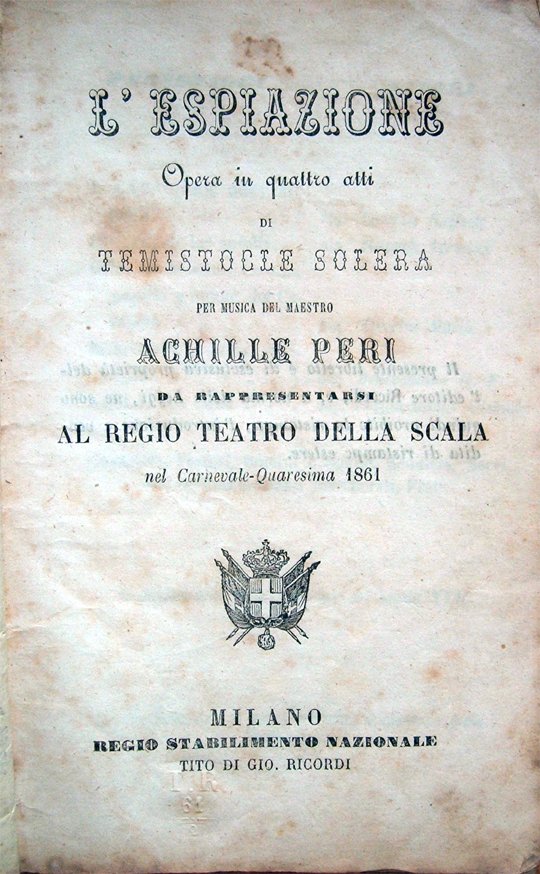 L' ESPIAZIONE
Opera in quattro atti
DI
TEMISTOCLE SOLERA
PER MUSICA DEL MAESTRO
ACHILLE PERI
DA RAPPRESENTARSI
AL REGIO TEATRO DELLA SCALA
nel Carnevale-Quaresima 1861
MILANO
REGIO STABILIMENTO NAZIONALE
TITO DI GIO. RICORDI
T.R.
61